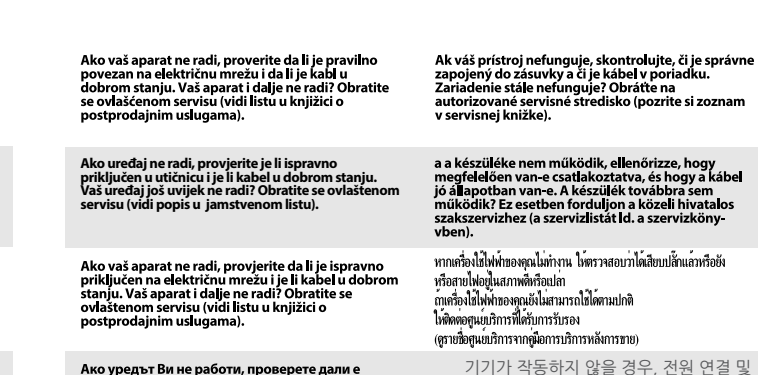 Ako vaš aparat ne radi, proverite da li je pravilno
povezan na električnu mrežu i da li je kabl u
dobrom stanju. Vaš aparat i dalje ne radi? Obratite
se ovlašćenom servisu (vidi listu u knjižici o
postprodajnim uslugama).
Ak váš prístroj nefunguje, skontrolujte, či je správne
zapojený do zásuvky a či je kábel v poriadku.
Zariadenie stále nefunguje? Obráťte na
autorizované servisné stredisko (pozrite si zoznam
v servisnej knižke).
Ako uređaj ne radi, provjerite je li ispravno
priključen u utičnicu i je li kabel u dobrom stanju.
Vaš uređaj još uvijek ne radi? Obratite se ovlaštenom
servisu (vidi popis u jamstvenom listu).
a a készüléke nem működik, ellenőrizze, hogy
megfelelően van-e csatlakoztatva, és hogy a kábel
jó állapotban van-e. A készülék továbbra sem
működik? Ez esetben forduljon a közeli hivatalos
szakszervizhez (a szervizlistát ld. a szervizköny-
vben).
Ako vaš aparat ne radi, provjerite da li je ispravno
priključen na električnu mrežu i je li kabel u dobrom
stanju. Vaš aparat i dalje ne radi? Obratite se
ovlaštenom servisu (vidi listu u knjižici o
postprodajnim uslugama).
หากเครื่องใช้ไฟฟ้าของคุณไม่ทำงาน ให้ตรวจสอบว่าได้เสียบปลั๊กแล้วหรือยัง
หรือสายไฟอยู่ในสภาพดีหรือเปล่า
ถ้าเครื่องใช้ไฟฟ้าของคุณยังไม่สามารถใช้ได้ตามปกติ
ให้ติดต่อศูนย์บริการที่ได้รับการรับรอง
(ดูรายชื่อศูนย์บริการจากคู่มือการบริการหลังการขาย)
Ако уредът Ви не работи, проверете дали е
기기가 작동하지 않을 경우, 전원 연결 및